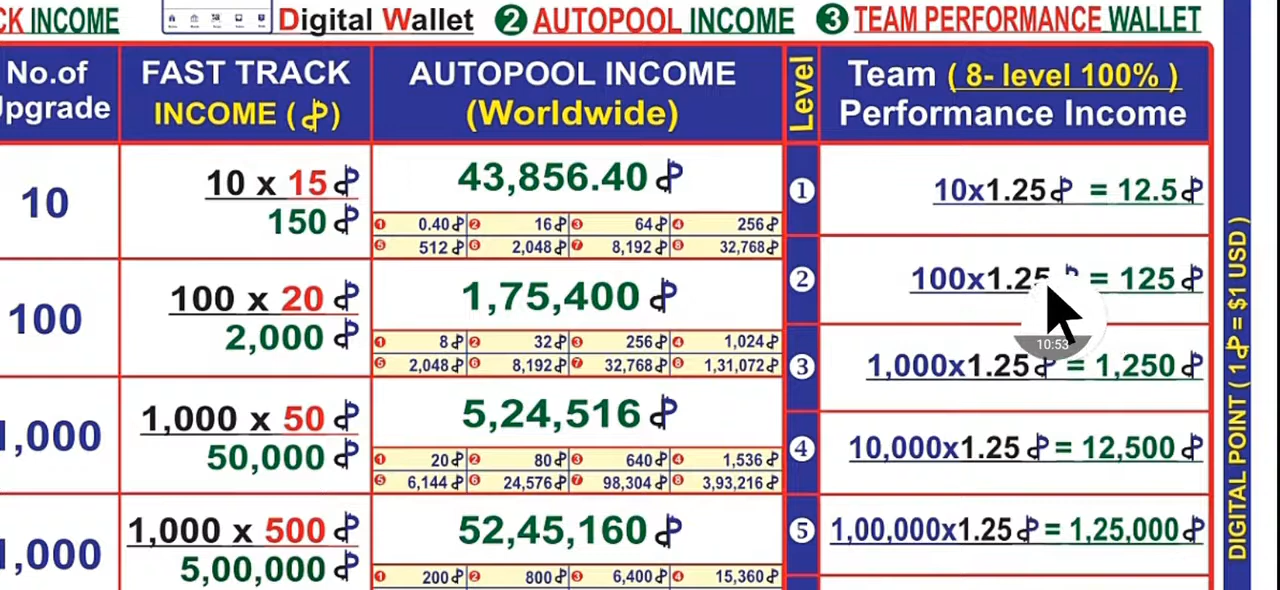 CK INCOME
Digital Wallet
2 AUTOPOOL INCOME
3 TEAM PERFORMANCE WALLET
No.of
Upgrade
FAST TRACK
INCOME (₰)
AUTOPOOL INCOME
(Worldwide)
Level
Team ( 8- level 100% )
Performance Income
10
10 x 15 ₰
150 ₰
43,856.40 ₰
1 0.40₰ 2 16₰ 3 64₰ 4 256₰
5 512₰ 6 2,048₰ 7 8,192₰ 8 32,768₰
100
100 x 20 ₰
2,000 ₰
1,75,400 ₰
1 8₰ 2 32₰ 3 256₰ 4 1,024₰
5 2,048₰ 6 8,192₰ 7 32,768₰ 8 1,31,072₰
1,000
1,000 x 50 ₰
50,000 ₰
5,24,516 ₰
1 20₰ 2 80₰ 3 640₰ 4 1,536₰
5 6,144₰ 6 24,576₰ 7 98,304₰ 8 3,93,216₰
1,000
1,000 x 500 ₰
5,00,000 ₰
52,45,160 ₰
1 200₰ 2 800₰ 3 6,400₰ 4 15,360₰
1 10x1.25₰ = 12.5₰
2 100x1.25 ₰ = 125₰
10:53
3 1,000x1.25₰ = 1,250₰
4 10,000x1.25₰ = 12,500₰
5 1,00,000x1.25₰ = 1,25,000₰
DIGITAL POINT ( 1₰ = $1 USD )